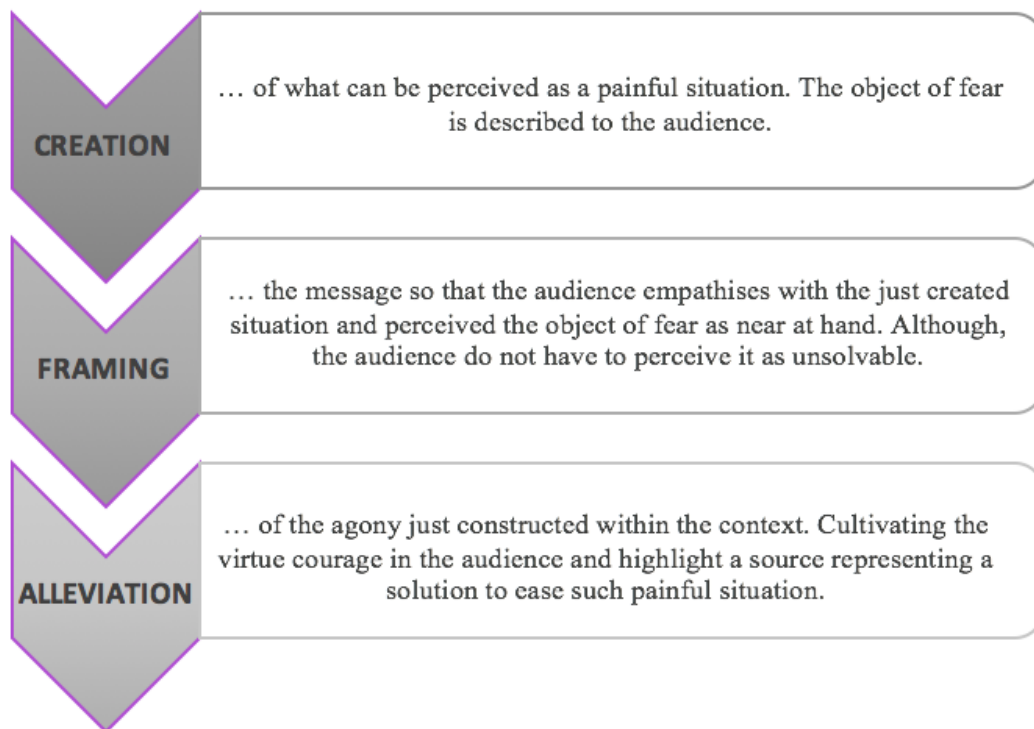 CREATION
… of what can be perceived as a painful situation. The object of fear
is described to the audience.
FRAMING
… the message so that the audience empathises with the just created
situation and perceived the object of fear as near at hand. Although,
the audience do not have to perceive it as unsolvable.
ALLEVIATION
… of the agony just constructed within the context. Cultivating the
virtue courage in the audience and highlight a source representing a
solution to ease such painful situation.